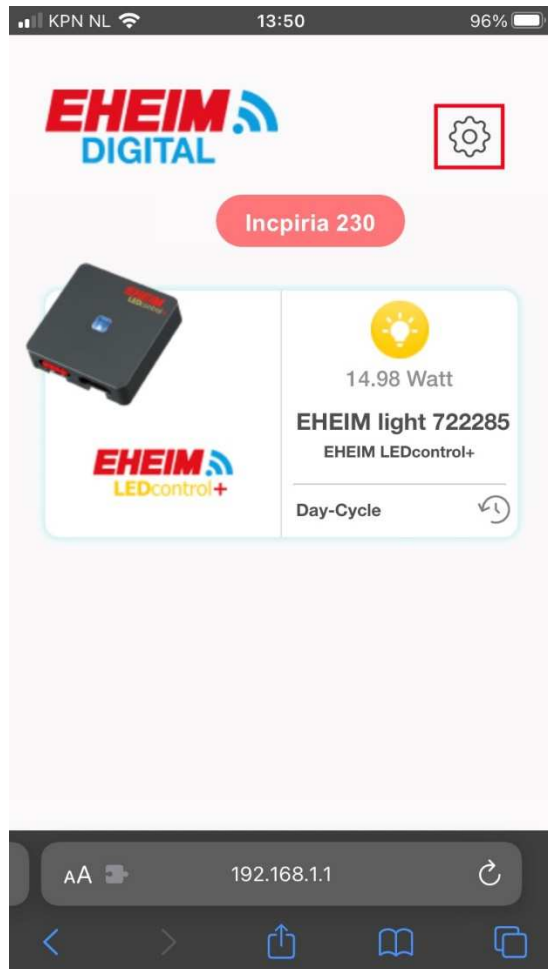 KPN NL 13:50 96%
EHEIM
DIGITAL
Incpiria 230
14.98 Watt
EHEIM light 722285
EHEIM LEDcontrol+
EHEIM
LEDcontrol+
Day-Cycle
AA 192.168.1.1